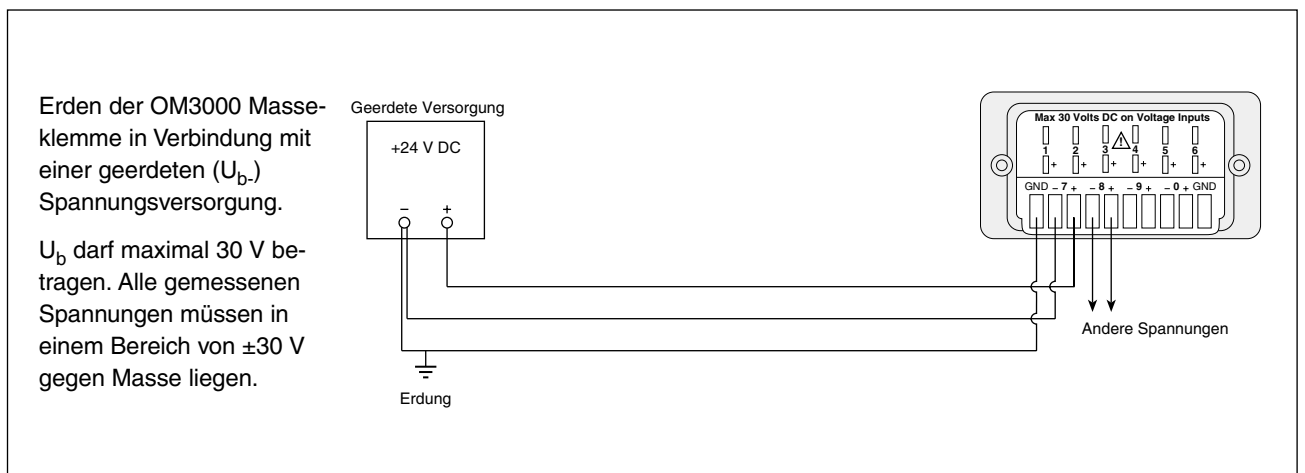 Erden der OM3000 Masse-
klemme in Verbindung mit
einer geerdeten (U_b-)
Spannungsversorgung.
U_b darf maximal 30 V be-
tragen. Alle gemessenen
Spannungen müssen in
einem Bereich von ±30 V
gegen Masse liegen.
Geerdete Versorgung
+24 V DC
− +
Erdung
Max 30 Volts DC on Voltage Inputs
1 2 3 4 5 6
+ + + + + +
GND − 7 + − 8 + − 9 + − 0 + GND
Andere Spannungen